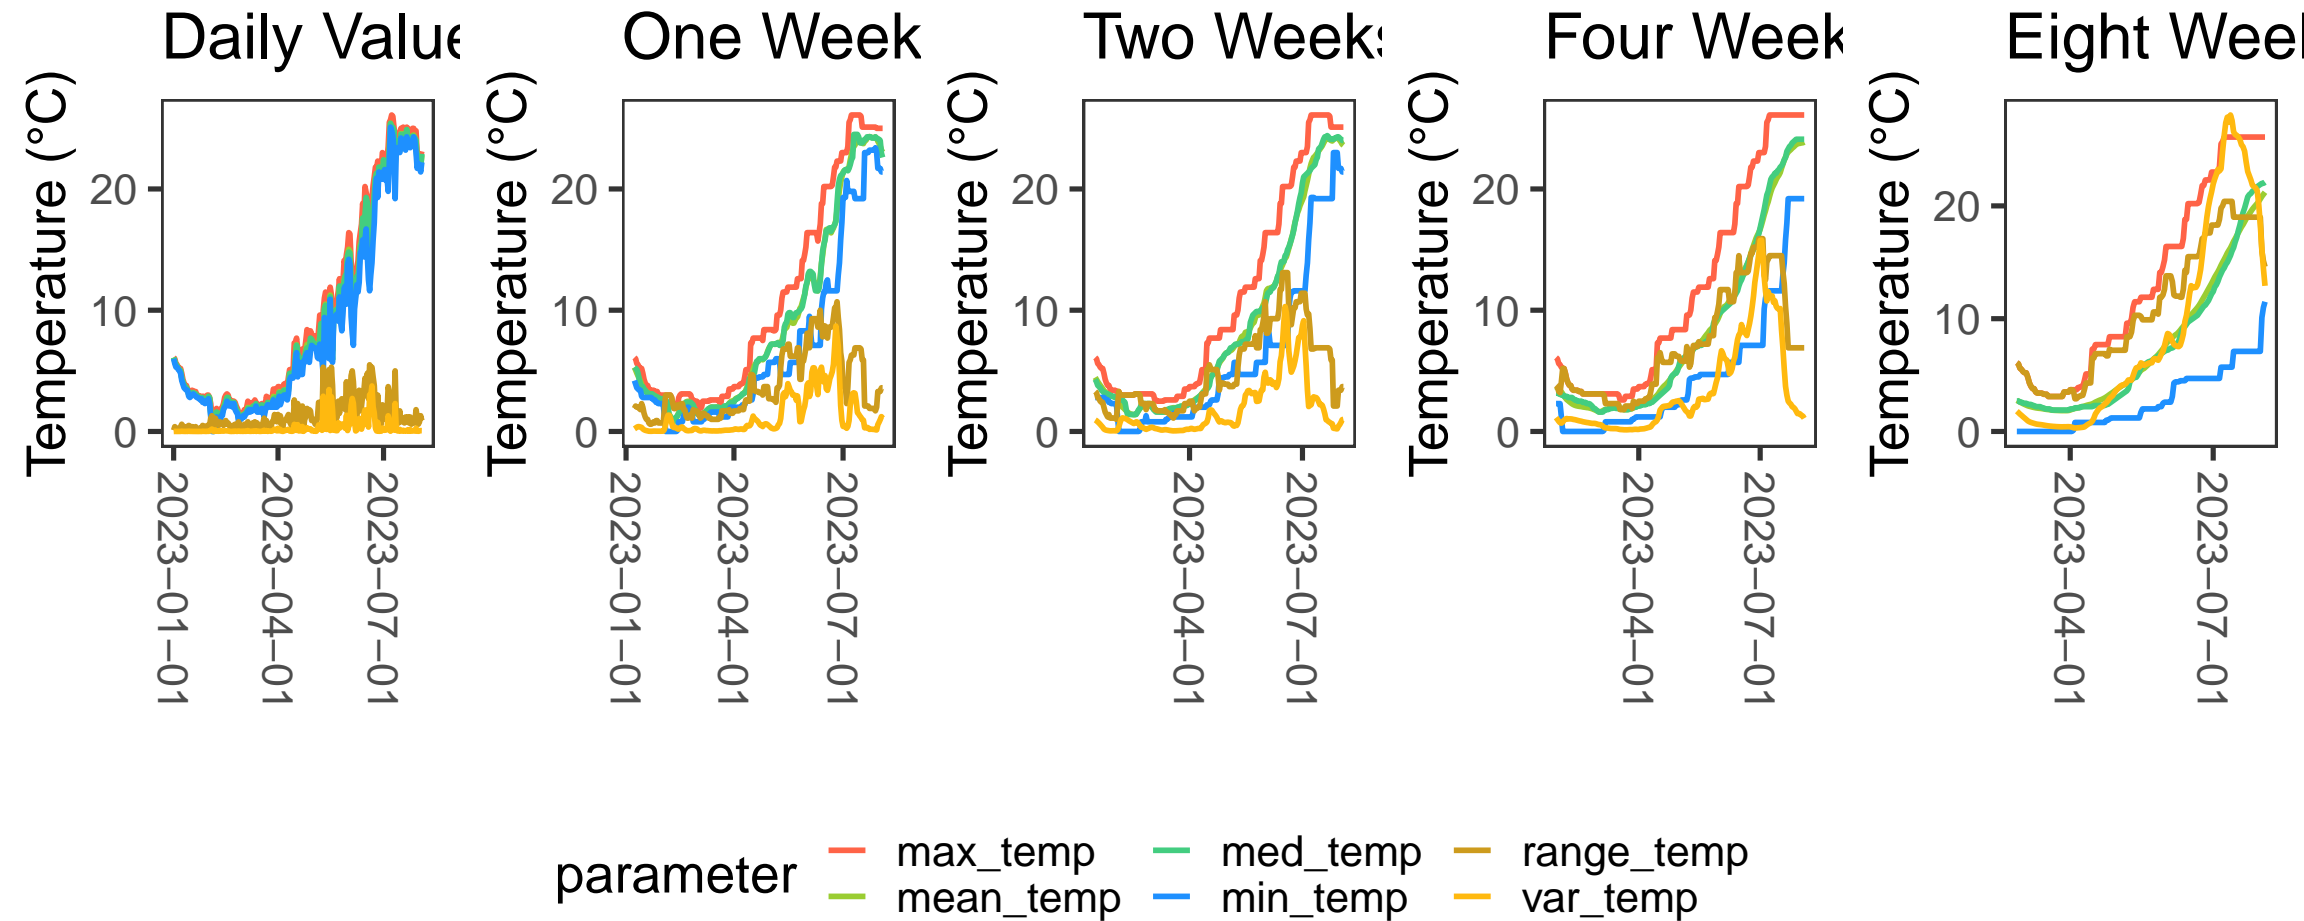 Daily Value
One Week
Two Weeks
Four Week
Eight Weel
Temperature (°C)
20
10
0
2023−01−01
2023−04−01
2023−07−01
Temperature (°C)
20
10
0
2023−01−01
2023−04−01
2023−07−01
Temperature (°C)
20
10
0
2023−04−01
2023−07−01
Temperature (°C)
20
10
0
2023−04−01
2023−07−01
Temperature (°C)
20
10
0
2023−04−01
2023−07−01
parameter
max_temp
mean_temp
med_temp
min_temp
range_temp
var_temp